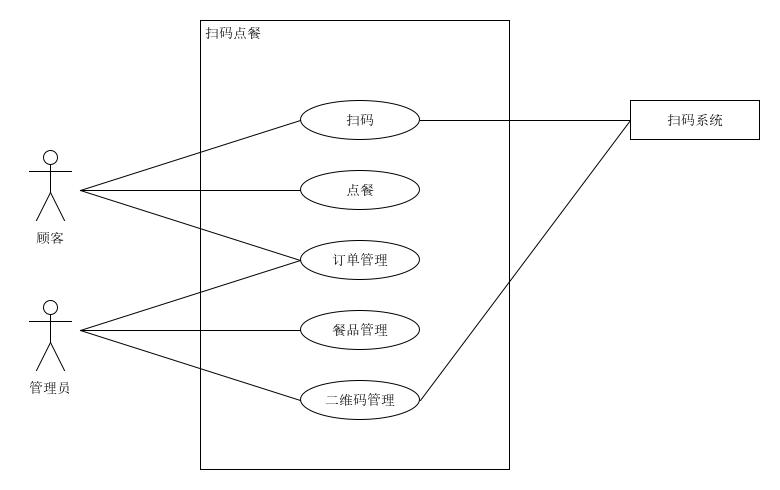 扫码点餐
扫码
扫码系统
点餐
顾客
订单管理
餐品管理
管理员
二维码管理